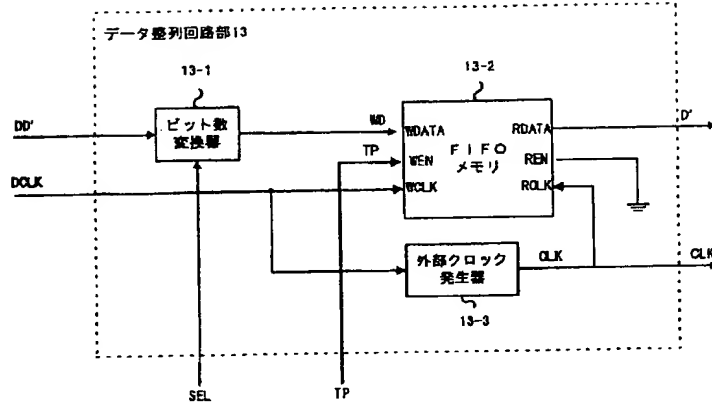 データ整列回路部13
13-1
13-2
DD'
ビット数
変換器
WD
WDATA
RDATA
D'
TP
WEN
FIFO
メモリ
REN
DCLK
WCLK
RCLK
外部クロック
発生器
CLK
CLK
13-3
SEL
TP